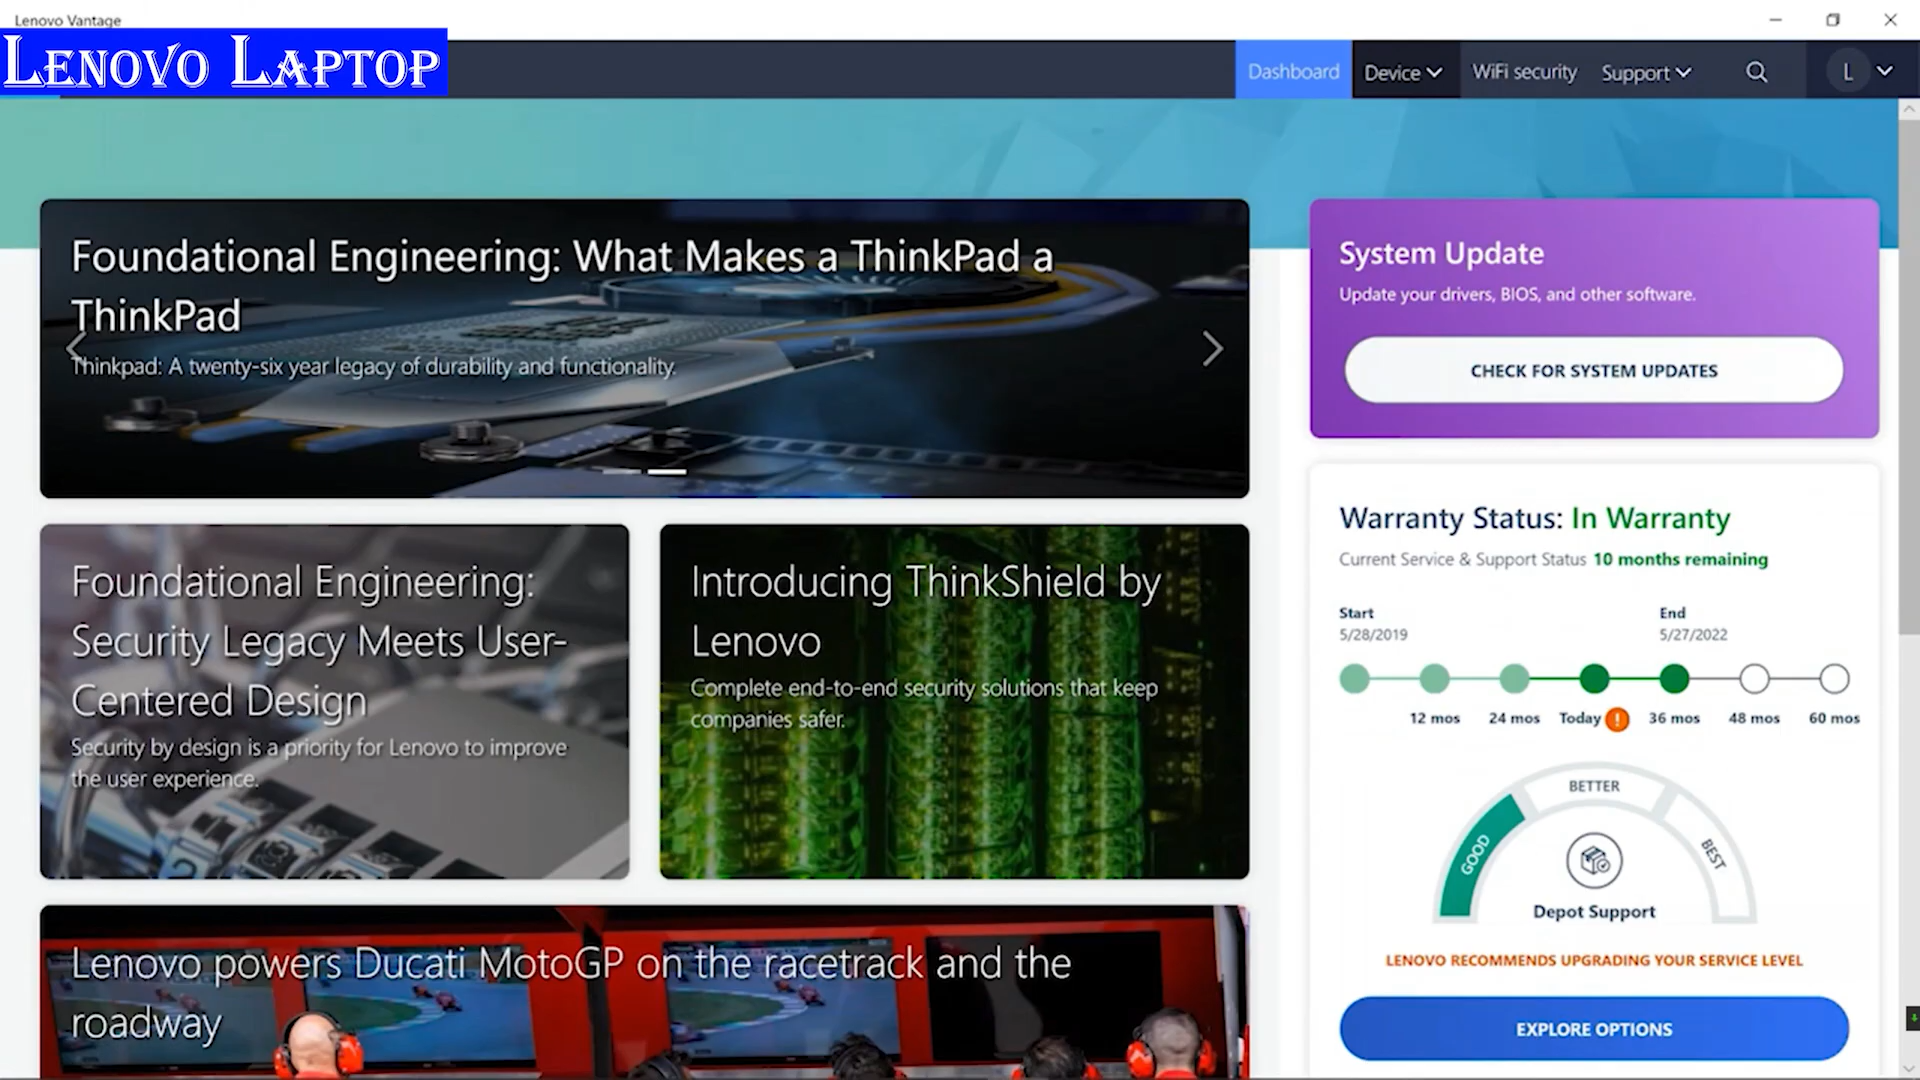 Lenovo Vantage
LENOVO LAPTOP
Dashboard
Device
WiFi security
Support
L
Foundational Engineering: What Makes a ThinkPad a
ThinkPad
Thinkpad: A twenty-six year legacy of durability and functionality.
System Update
Update your drivers, BIOS, and other software.
CHECK FOR SYSTEM UPDATES
Foundational Engineering:
Security Legacy Meets User-
Centered Design
Security by design is a priority for Lenovo to improve
the user experience.
Introducing ThinkShield by
Lenovo
Complete end-to-end security solutions that keep
companies safer.
Warranty Status: In Warranty
Current Service & Support Status 10 months remaining
Start
End
5/28/2019
5/27/2022
12 mos
24 mos
Today !
36 mos
48 mos
60 mos
GOOD
BETTER
BEST
Depot Support
LENOVO RECOMMENDS UPGRADING YOUR SERVICE LEVEL
EXPLORE OPTIONS
Lenovo powers Ducati MotoGP on the racetrack and the
roadway